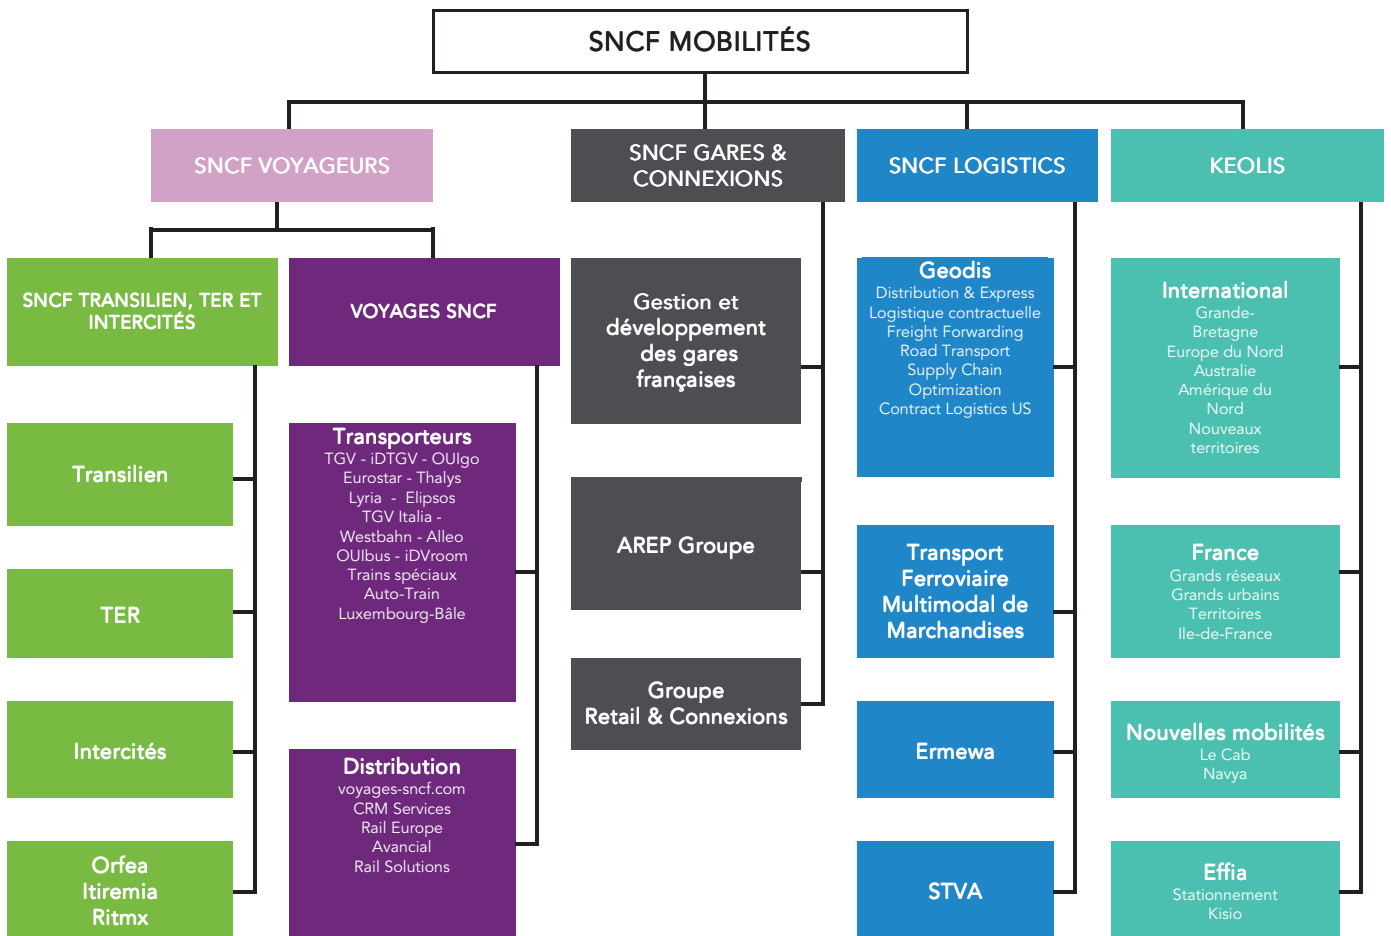 SNCF MOBILITÉS
SNCF VOYAGEURS
SNCF TRANSILIEN, TER ET
INTERCITÉS
Transilien
TER
Intercités
Orfea
Itiremia
Ritmx
VOYAGES SNCF
Transporteurs
TGV - iDTGV - OUIgo
Eurostar - Thalys
Lyria - Elipsos
TGV Italia -
Westbahn - Alleo
OUIbus - iDVroom
Trains spéciaux
Auto-Train
Luxembourg-Bâle
Distribution
voyages-sncf.com
CRM Services
Rail Europe
Avancial
Rail Solutions
SNCF GARES &
CONNEXIONS
Gestion et
développement
des gares
françaises
AREP Groupe
Groupe
Retail & Connexions
SNCF LOGISTICS
Geodis
Distribution & Express
Logistique contractuelle
Freight Forwarding
Road Transport
Supply Chain
Optimization
Contract Logistics US
Transport
Ferroviaire
Multimodal de
Marchandises
Ermewa
STVA
KEOLIS
International
Grande-
Bretagne
Europe du Nord
Australie
Amérique du
Nord
Nouveaux
territoires
France
Grands réseaux
Grands urbains
Territoires
Ile-de-France
Nouvelles mobilités
Le Cab
Navya
Effia
Stationnement
Kisio